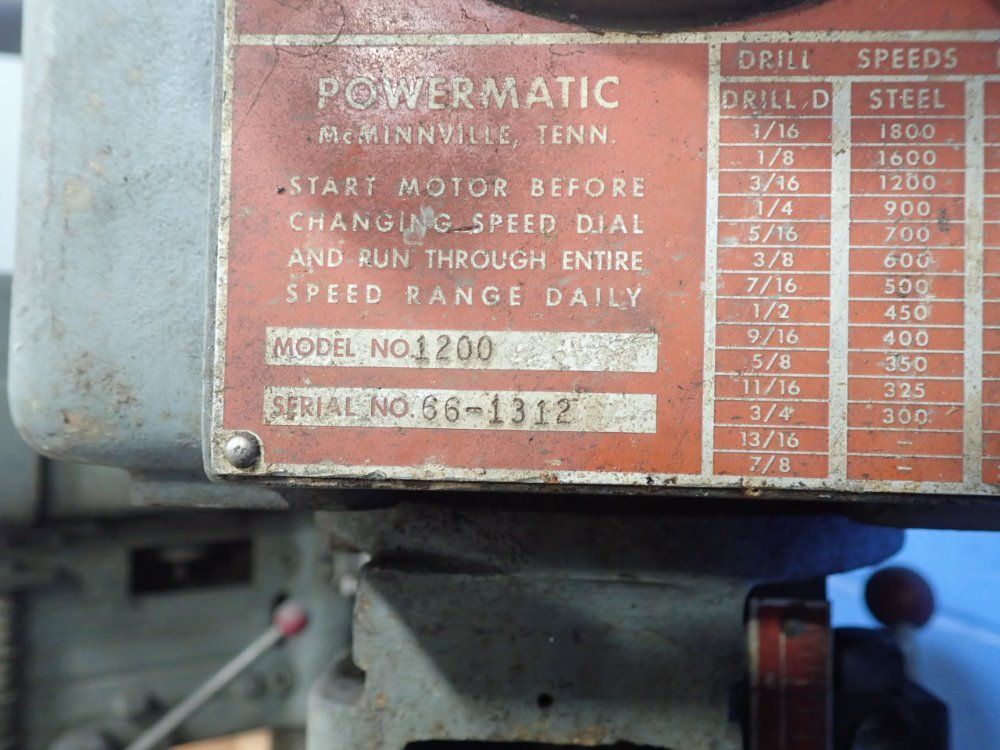 POWERMATIC
McMINNVILLE, TENN.
START MOTOR BEFORE
CHANGING SPEED DIAL
AND RUN THROUGH ENTIRE
SPEED RANGE DAILY
MODEL NO. 1200
SERIAL NO. 66-1312
DRILL SPEEDS
DRILL D STEEL
1/16 1800
1/8 1600
3/16 1200
1/4 900
5/16 700
3/8 600
7/16 500
1/2 450
9/16 400
5/8 350
11/16 325
3/4 300
13/16 -
7/8 -